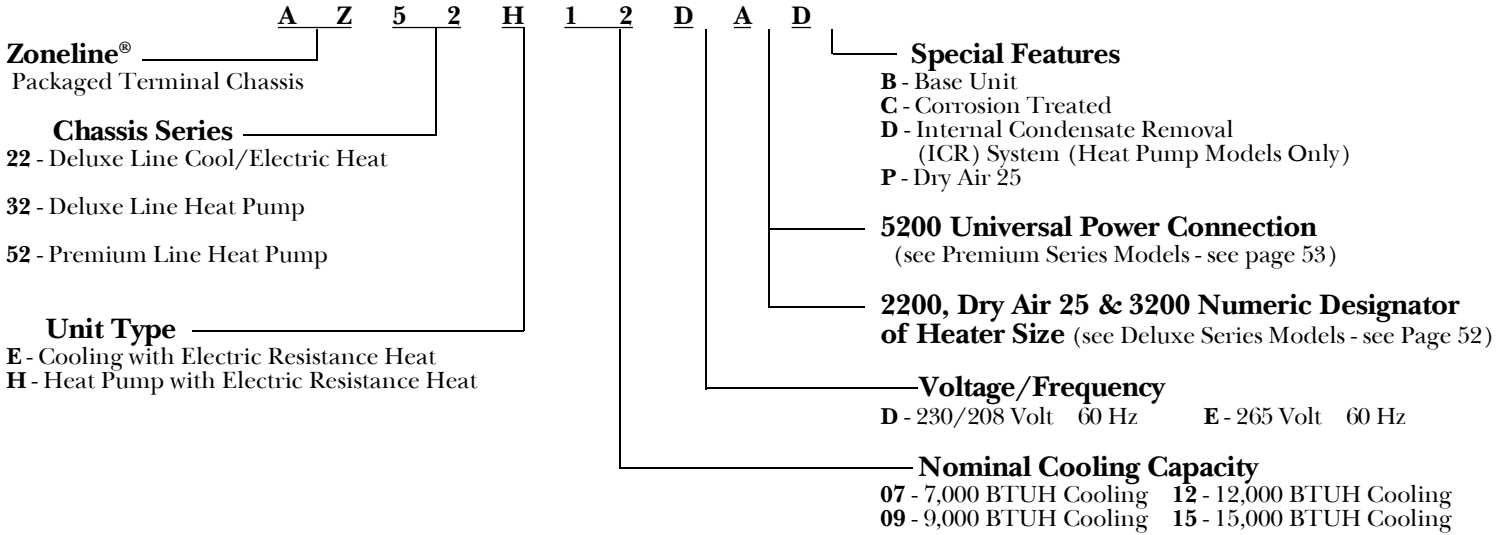 A Z 5 2 H 1 2 D A D
Zoneline®
Packaged Terminal Chassis
Chassis Series
22 - Deluxe Line Cool/Electric Heat
32 - Deluxe Line Heat Pump
52 - Premium Line Heat Pump
Unit Type
E - Cooling with Electric Resistance Heat
H - Heat Pump with Electric Resistance Heat
Special Features
B - Base Unit
C - Corrosion Treated
D - Internal Condensate Removal
(ICR) System (Heat Pump Models Only)
P - Dry Air 25
5200 Universal Power Connection
(see Premium Series Models - see page 53)
2200, Dry Air 25 & 3200 Numeric Designator
of Heater Size (see Deluxe Series Models - see Page 52)
Voltage/Frequency
D - 230/208 Volt 60 Hz E - 265 Volt 60 Hz
Nominal Cooling Capacity
07 - 7,000 BTUH Cooling 12 - 12,000 BTUH Cooling
09 - 9,000 BTUH Cooling 15 - 15,000 BTUH Cooling